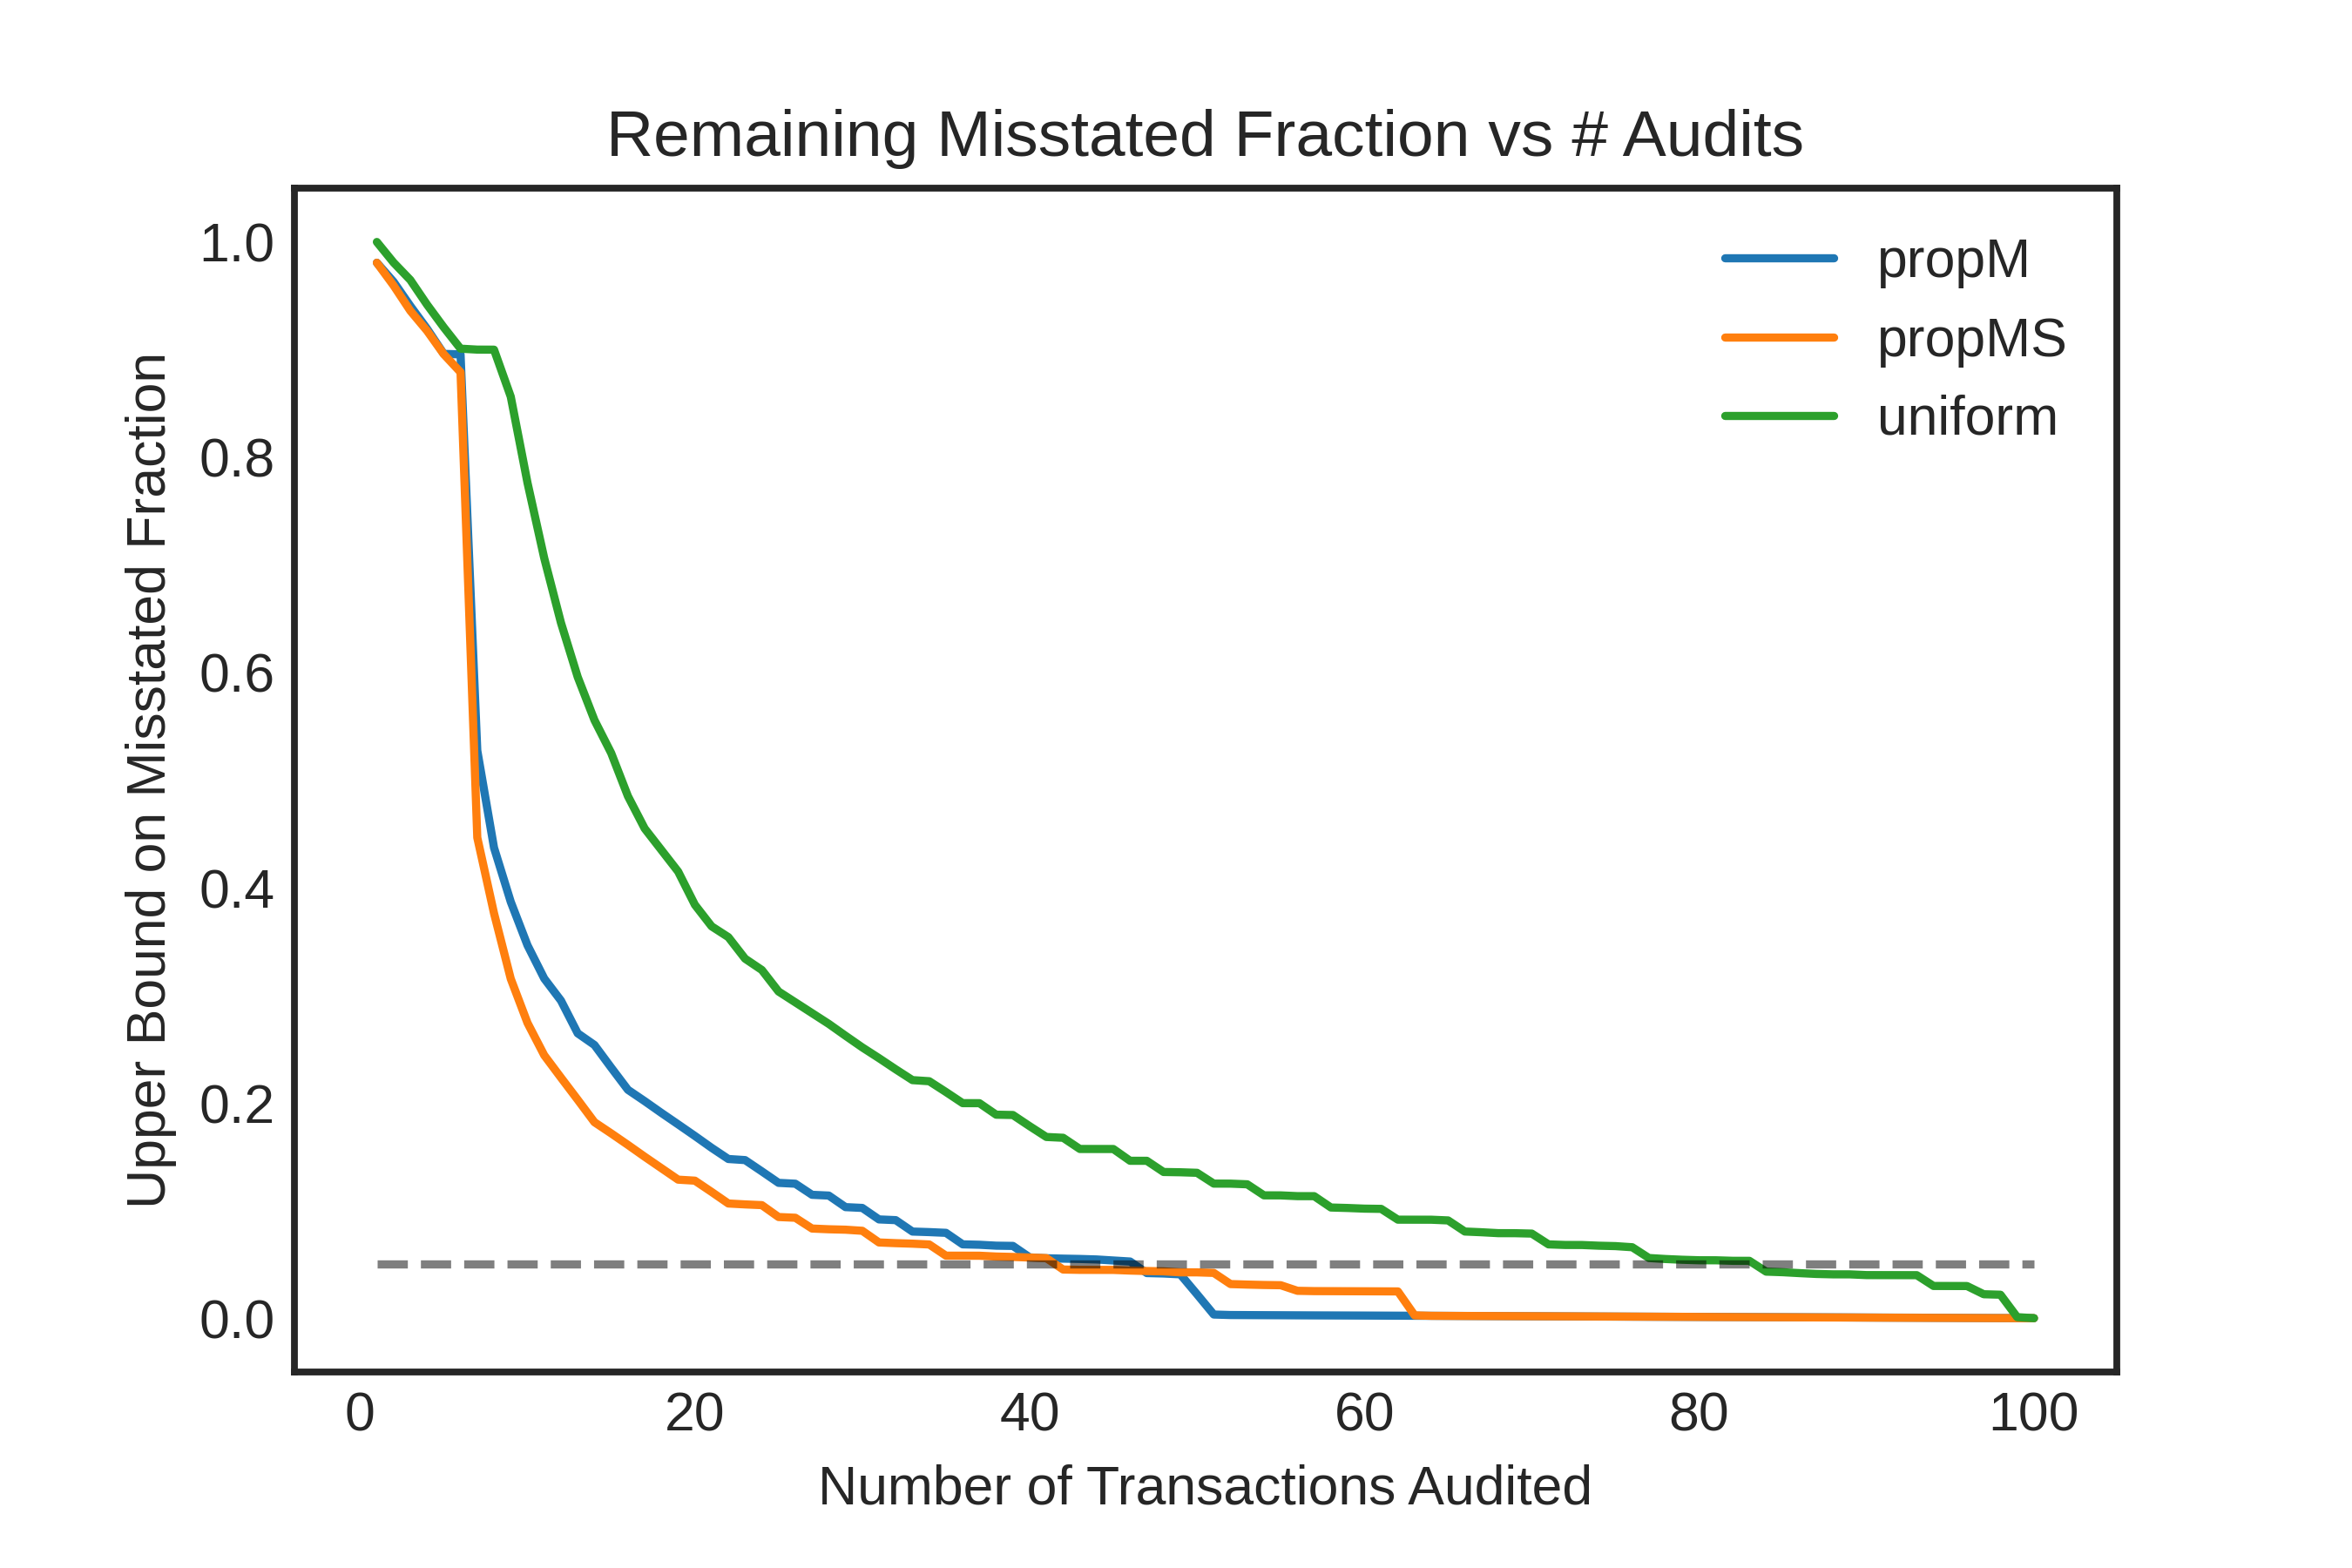 Remaining Misstated Fraction vs # Audits
propM
propMS
uniform
Upper Bound on Misstated Fraction
1.0
0.8
0.6
0.4
0.2
0.0
0 20 40 60 80 100
Number of Transactions Audited